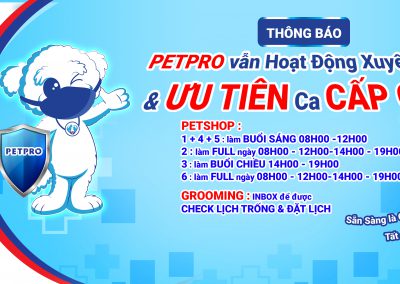 THÔNG BÁO
PETPRO vẫn Hoạt Động Xuyê
& ƯU TIÊN Ca CẤP
PETSHOP :
1 + 4 + 5 : làm BUỔI SÁNG 08H00 -12H00
2 : làm FULL ngày 08H00 - 12H00-14H00 - 19H00
3 : làm BUỔI CHIỀU 14H00 - 19H00
6 : làm FULL ngày 08H00 - 12H00-14H00 - 19H00
GROOMING : INBOX để được
CHECK LỊCH TRỐNG & ĐẶT LỊCH
PETPRO
Sẵn Sàng là
Tất